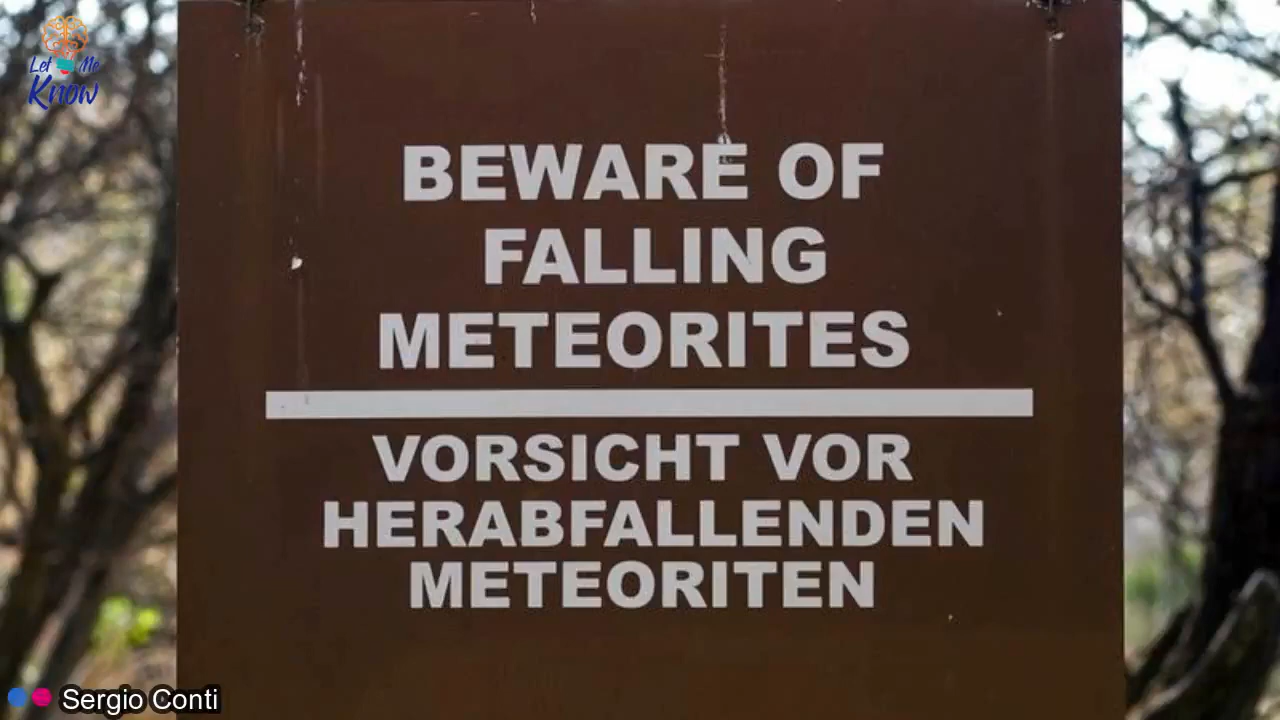 Let Me
Know
BEWARE OF
FALLING
METEORITES
VORSICHT VOR
HERABFALLENDEN
METEORITEN
Sergio Conti